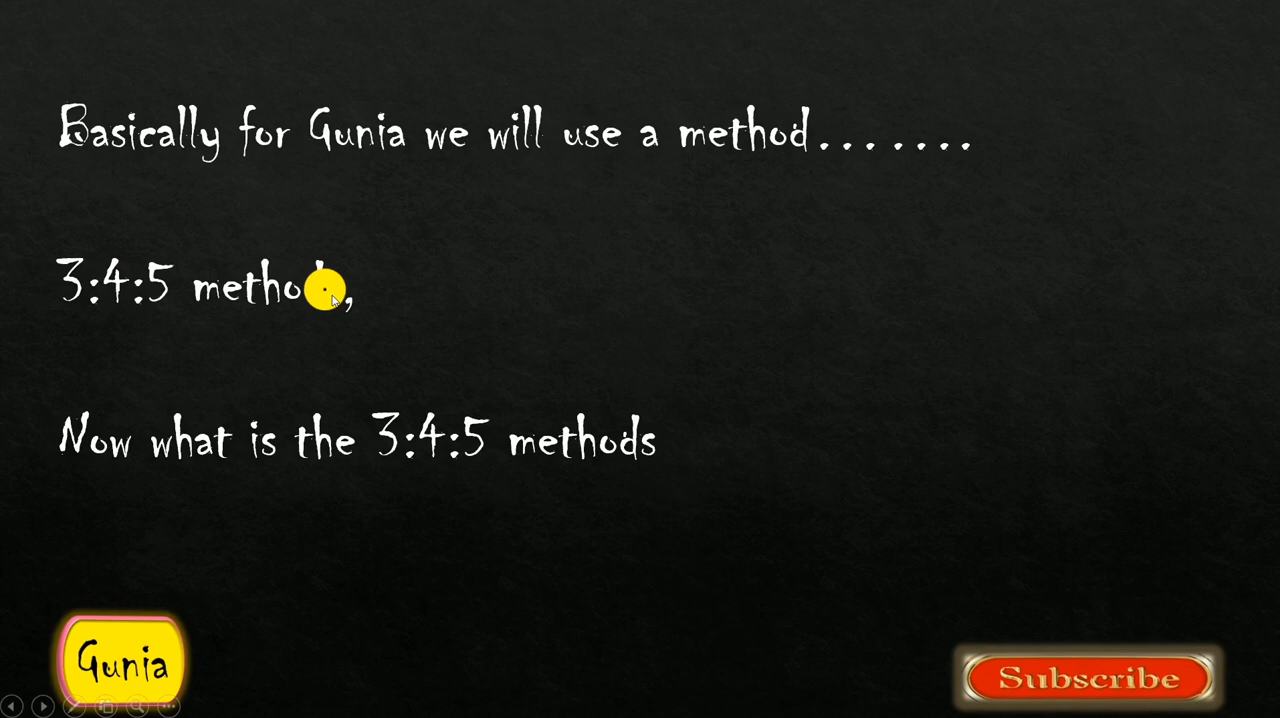 Basically for Gunia we will use a method.......
3:4:5 method,
Now what is the 3:4:5 methods
Gunia
Subscribe